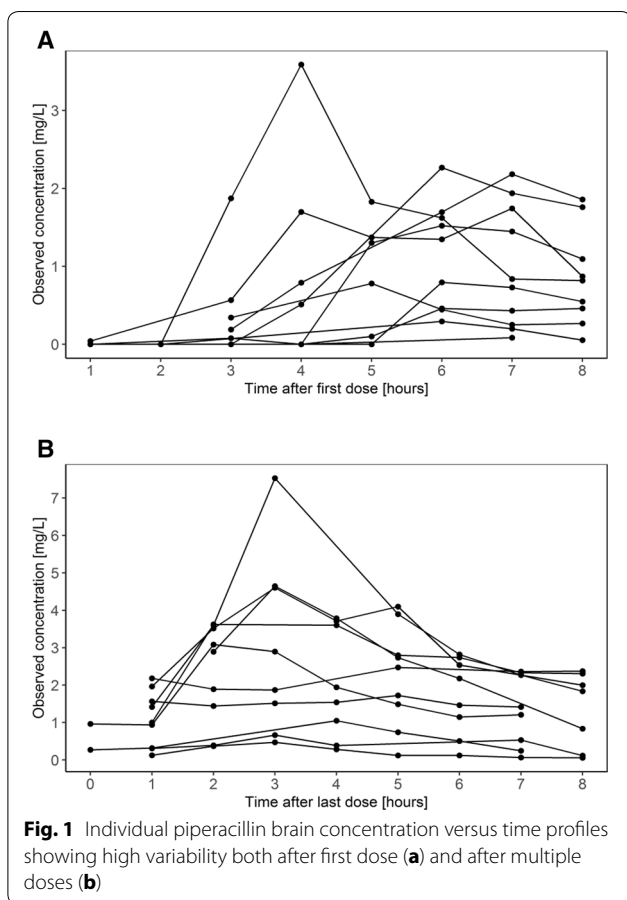 A
Observed concentration [mg/L]
3
2
1
0
1 2 3 4 5 6 7 8
Time after first dose [hours]
B
Observed concentration [mg/L]
7
6
5
4
3
2
1
0
0 1 2 3 4 5 6 7 8
Time after last dose [hours]
Fig. 1 Individual piperacillin brain concentration versus time profiles
showing high variability both after first dose (a) and after multiple
doses (b)